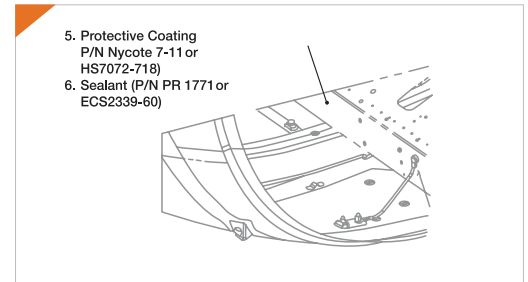 5. Protective Coating
P/N Nycote 7-11 or
HS7072-718)
6. Sealant (P/N PR 1771 or
ECS2339-60)